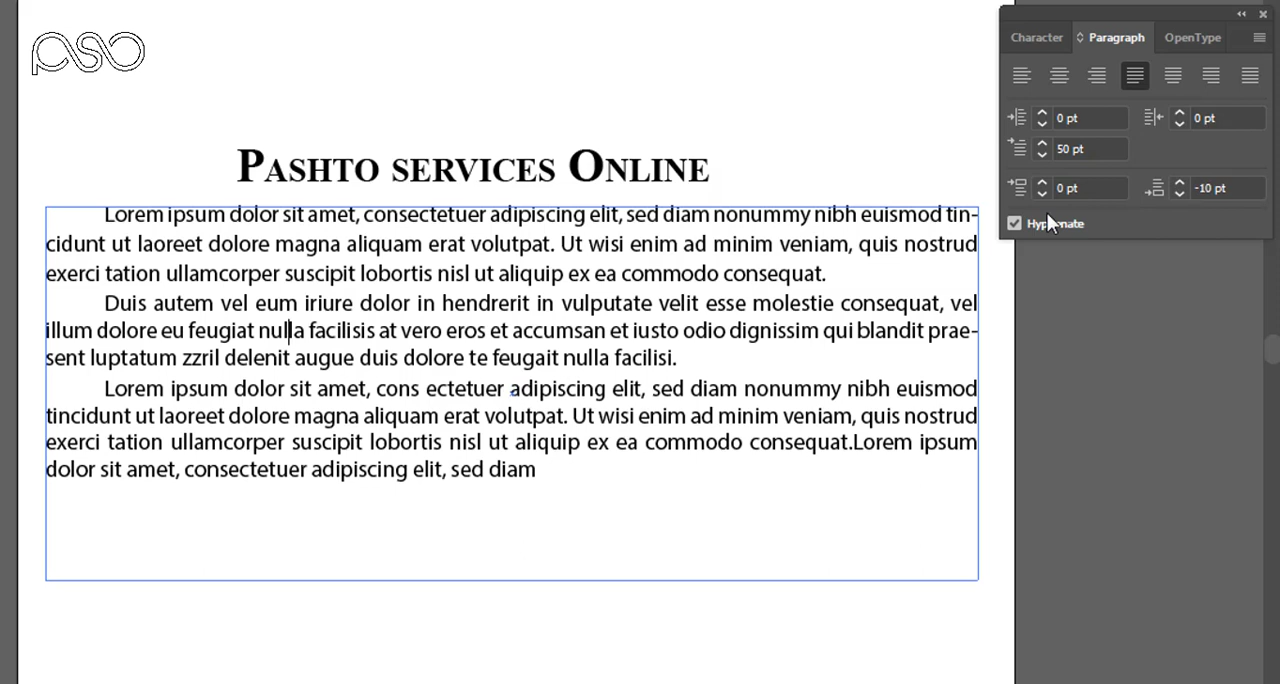 pso
Character
Paragraph
OpenType
0 pt
0 pt
50 pt
0 pt
-10 pt
Hyphenate
Pashto services Online
Lorem ipsum dolor sit amet, consectetuer adipiscing elit, sed diam nonummy nibh euismod tin-
cidunt ut laoreet dolore magna aliquam erat volutpat. Ut wisi enim ad minim veniam, quis nostrud
exerci tation ullamcorper suscipit lobortis nisl ut aliquip ex ea commodo consequat.
Duis autem vel eum iriure dolor in hendrerit in vulputate velit esse molestie consequat, vel
illum dolore eu feugiat nulla facilisis at vero eros et accumsan et iusto odio dignissim qui blandit prae-
sent luptatum zzril delenit augue duis dolore te feugait nulla facilisi.
Lorem ipsum dolor sit amet, cons ectetuer adipiscing elit, sed diam nonummy nibh euismod
tincidunt ut laoreet dolore magna aliquam erat volutpat. Ut wisi enim ad minim veniam, quis nostrud
exerci tation ullamcorper suscipit lobortis nisl ut aliquip ex ea commodo consequat.Lorem ipsum
dolor sit amet, consectetuer adipiscing elit, sed diam